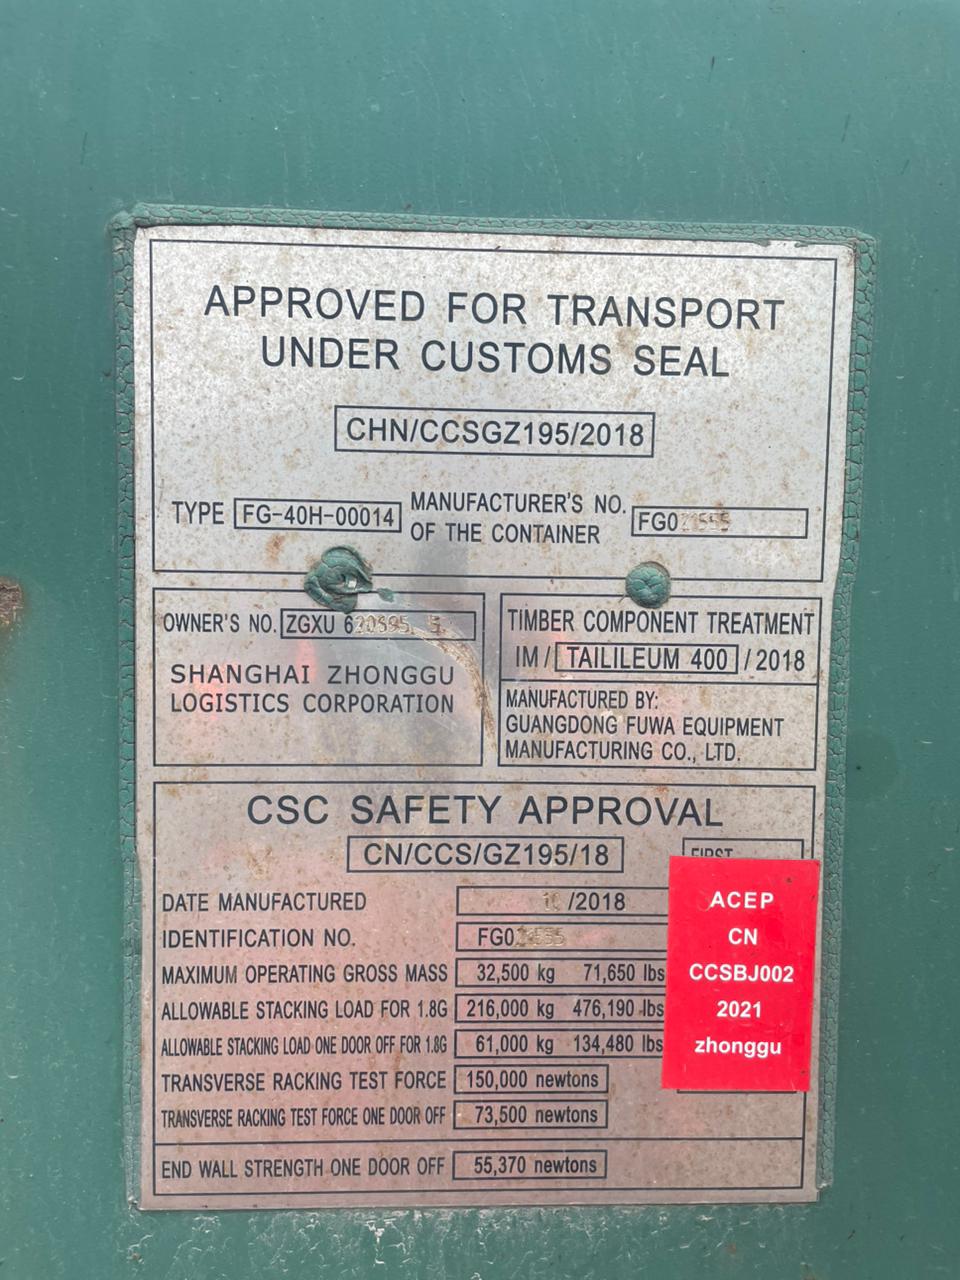 APPROVED FOR TRANSPORT
UNDER CUSTOMS SEAL
CHN/CCSGZ195/2018
TYPE FG-40H-00014
MANUFACTURER'S NO.
OF THE CONTAINER
OWNER'S NO. ZGXU
SHANGHAI ZHONGGU
LOGISTICS CORPORATION
TIMBER COMPONENT TREATMENT
IM / TAILILEUM 400 / 2018
MANUFACTURED BY:
GUANGDONG FUWA EQUIPMENT
MANUFACTURING CO., LTD.
CSC SAFETY APPROVAL
CN/CCS/GZ195/18
DATE MANUFACTURED /2018
IDENTIFICATION NO.
MAXIMUM OPERATING GROSS MASS 32,500 kg 71,650 lbs
ALLOWABLE STACKING LOAD FOR 1.8G 216,000 kg 476,190 lbs
ALLOWABLE STACKING LOAD ONE DOOR OFF FOR 1.8G 61,000 kg 134,480 lbs
TRANSVERSE RACKING TEST FORCE 150,000 newtons
TRANSVERSE RACKING TEST FORCE ONE DOOR OFF 73,500 newtons
END WALL STRENGTH ONE DOOR OFF 55,370 newtons
FIRST
ACEP
CN
CCSBJ002
2021
zhonggu